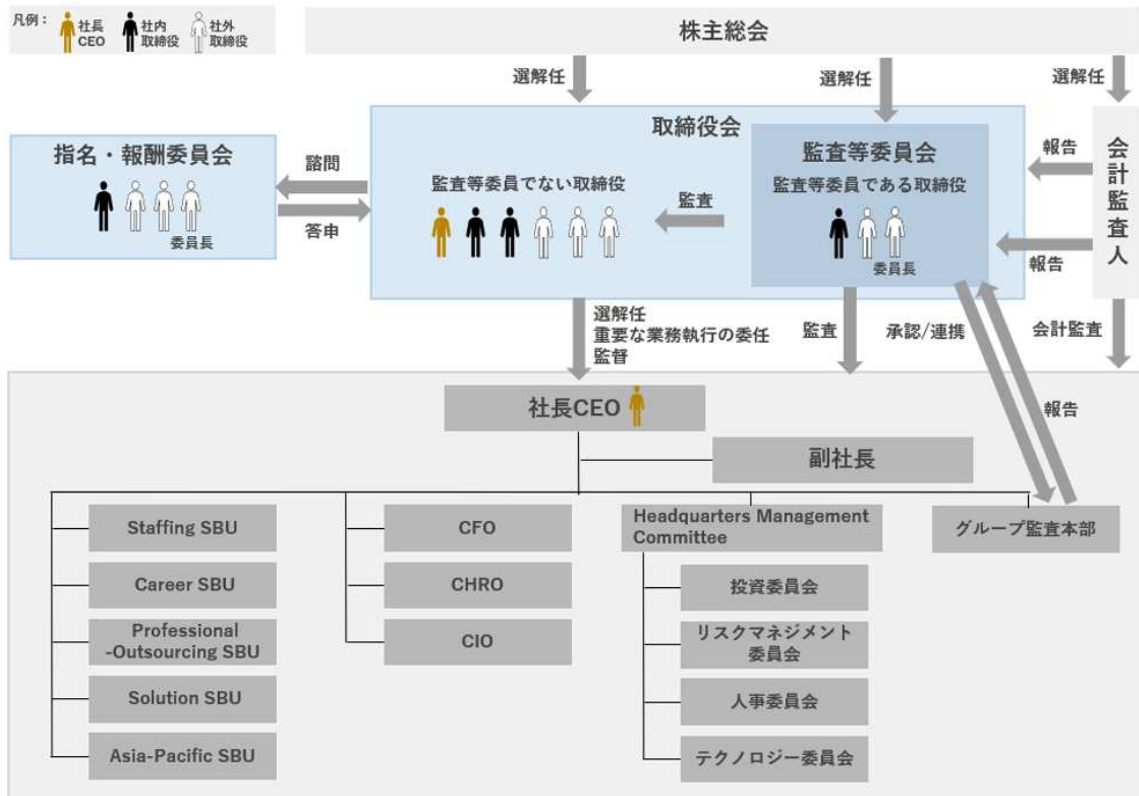 凡例：
社長
CEO
社内
取締役
社外
取締役
株主総会
選解任
選解任
選解任
取締役会
指名・報酬委員会
委員長
諮問
答申
監査等委員でない取締役
監査
監査等委員会
監査等委員である取締役
委員長
報告
報告
会計監査人
選解任
重要な業務執行の委任
監督
監査
承認/連携
会計監査
報告
社長CEO
副社長
Staffing SBU
Career SBU
Professional
-Outsourcing SBU
Solution SBU
Asia-Pacific SBU
CFO
CHRO
CIO
Headquarters Management
Committee
投資委員会
リスクマネジメント
委員会
人事委員会
テクノロジー委員会
グループ監査本部